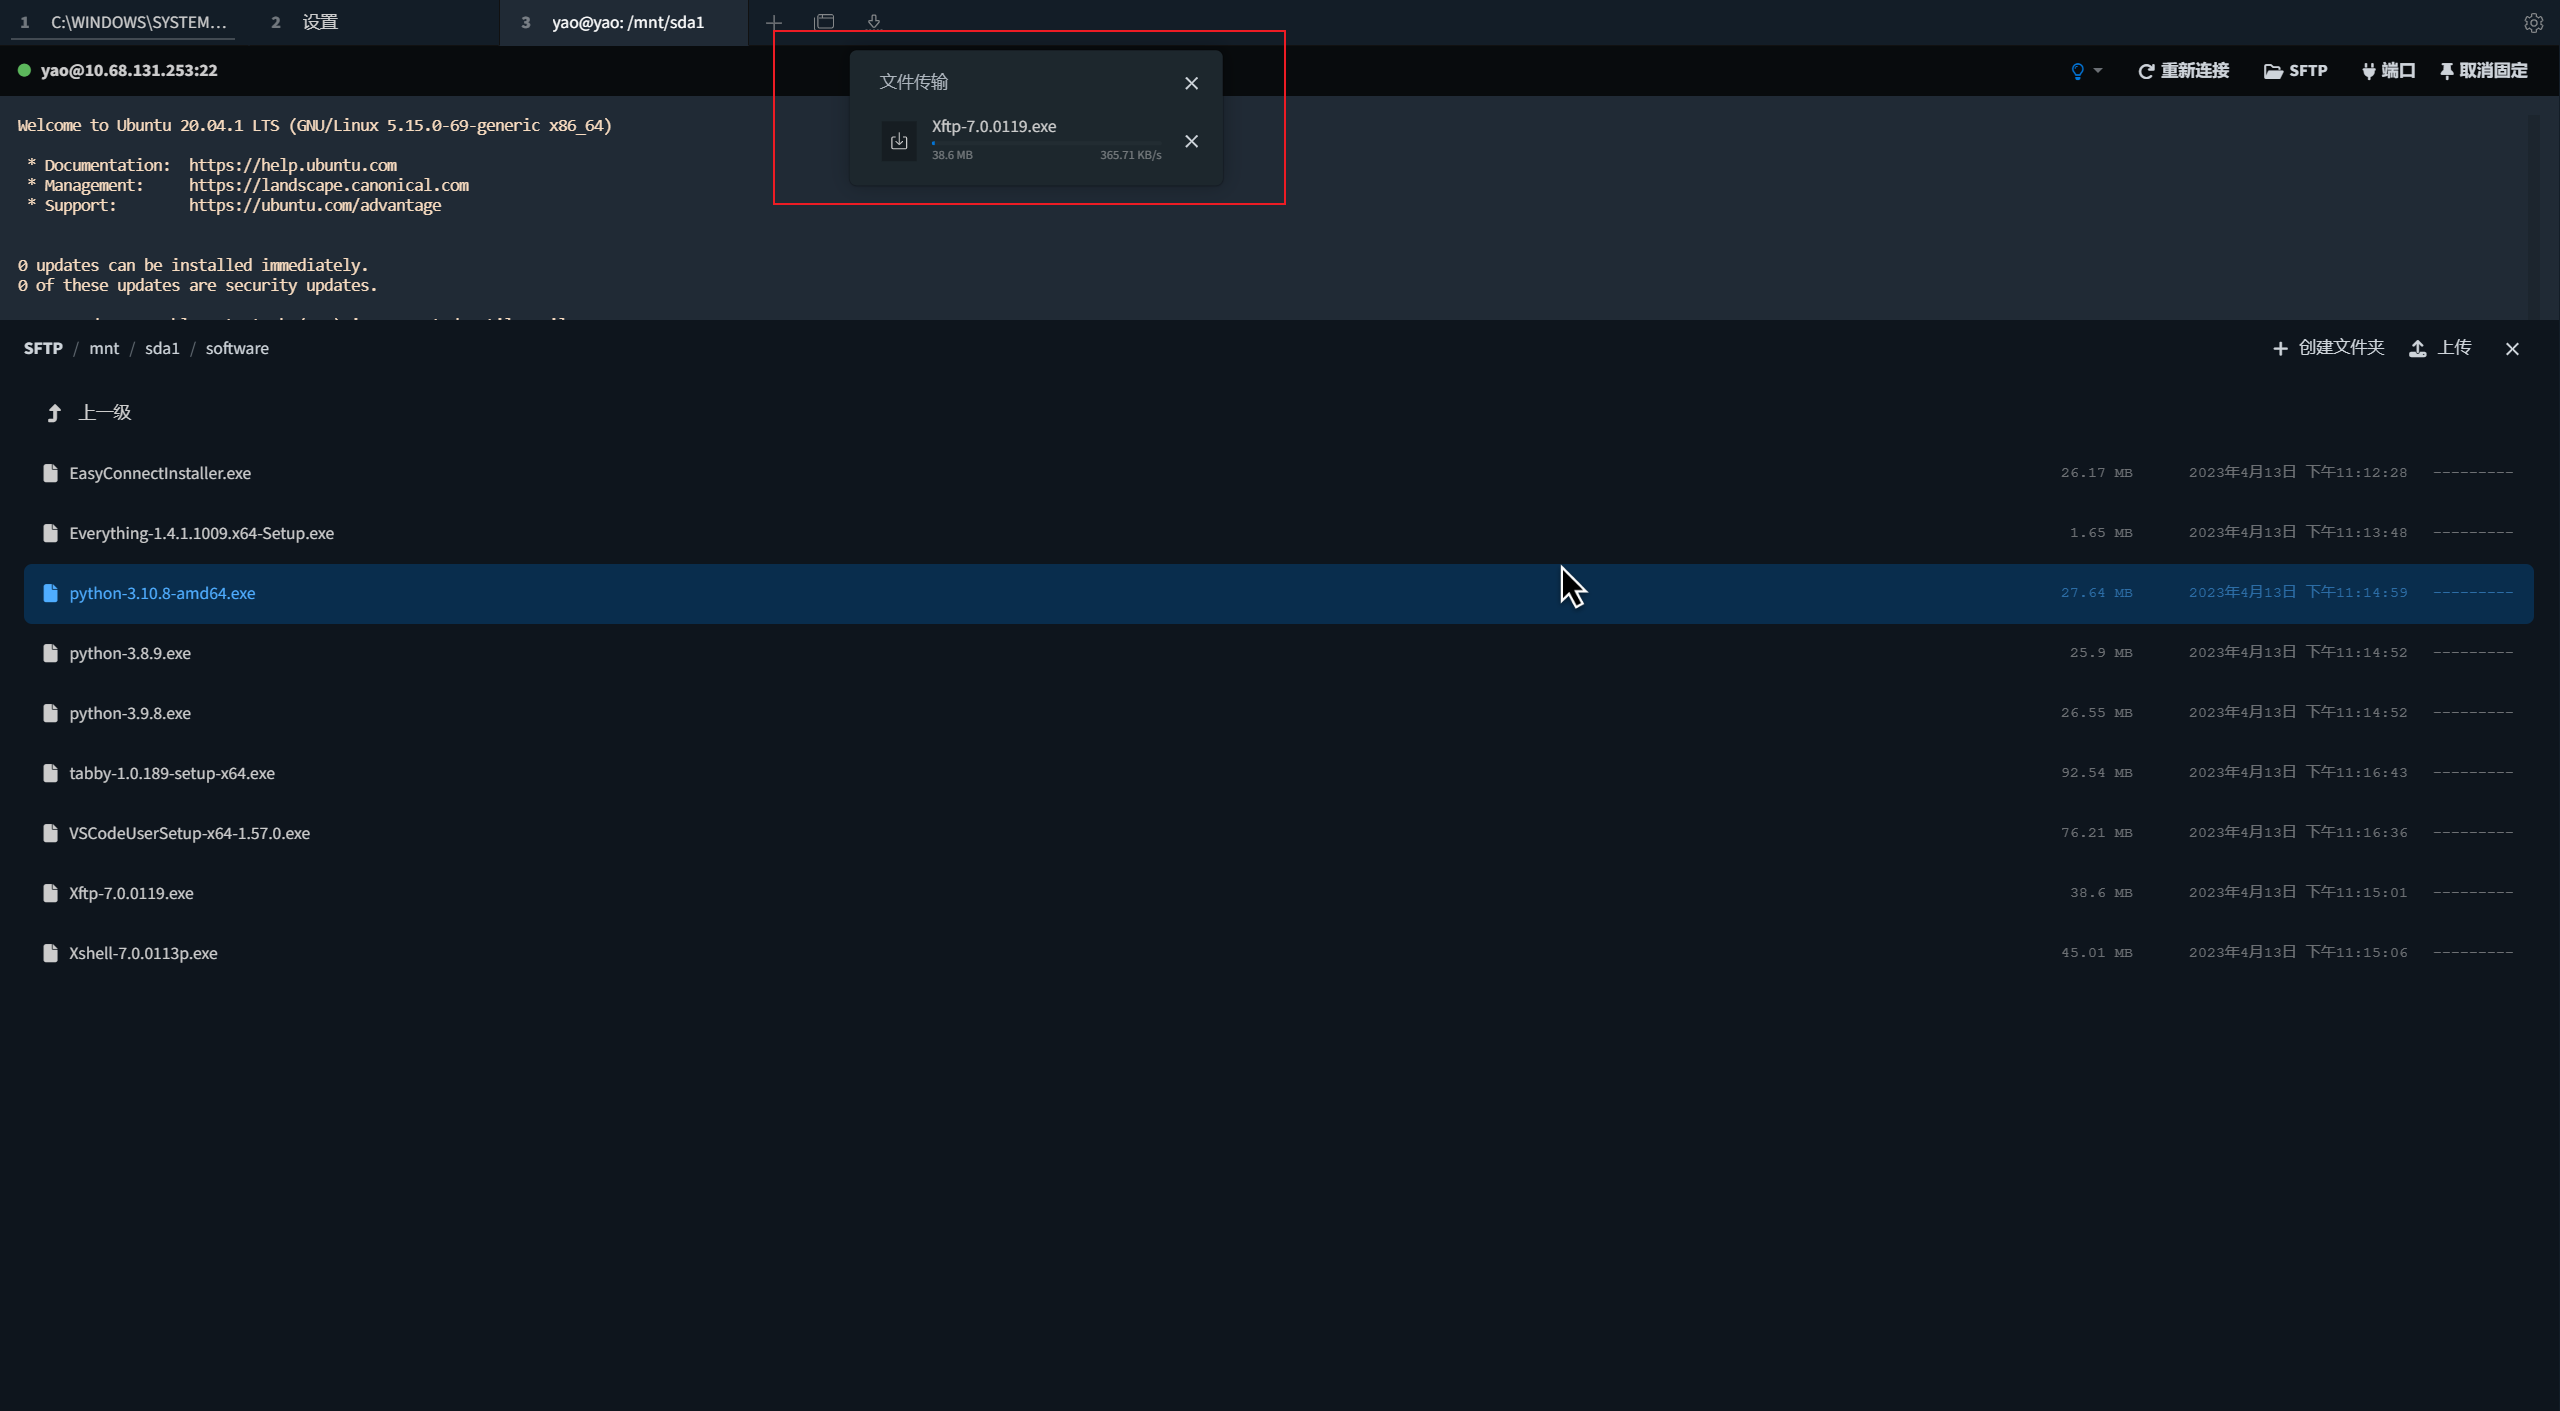 1 C:\WINDOWS\SYSTEM... 2 设置 3 yao@yao: /mnt/sda1
yao@10.68.131.253:22 重新连接 SFTP 端口 取消固定
文件传输
Xftp-7.0.0119.exe
38.6 MB 365.71 KB/s
Welcome to Ubuntu 20.04.1 LTS (GNU/Linux 5.15.0-69-generic x86_64)
* Documentation: https://help.ubuntu.com
* Management: https://landscape.canonical.com
* Support: https://ubuntu.com/advantage
0 updates can be installed immediately.
0 of these updates are security updates.
SFTP / mnt / sda1 / software 创建文件夹 上传
上一级
EasyConnectInstaller.exe 26.17 MB 2023年4月13日 下午11:12:28 ---------
Everything-1.4.1.1009.x64-Setup.exe 1.65 MB 2023年4月13日 下午11:13:48 ---------
python-3.10.8-amd64.exe 27.64 MB 2023年4月13日 下午11:14:59 ---------
python-3.8.9.exe 25.9 MB 2023年4月13日 下午11:14:52 ---------
python-3.9.8.exe 26.55 MB 2023年4月13日 下午11:14:52 ---------
tabby-1.0.189-setup-x64.exe 92.54 MB 2023年4月13日 下午11:16:43 ---------
VSCodeUserSetup-x64-1.57.0.exe 76.21 MB 2023年4月13日 下午11:16:36 ---------
Xftp-7.0.0119.exe 38.6 MB 2023年4月13日 下午11:15:01 ---------
Xshell-7.0.0113p.exe 45.01 MB 2023年4月13日 下午11:15:06 ---------